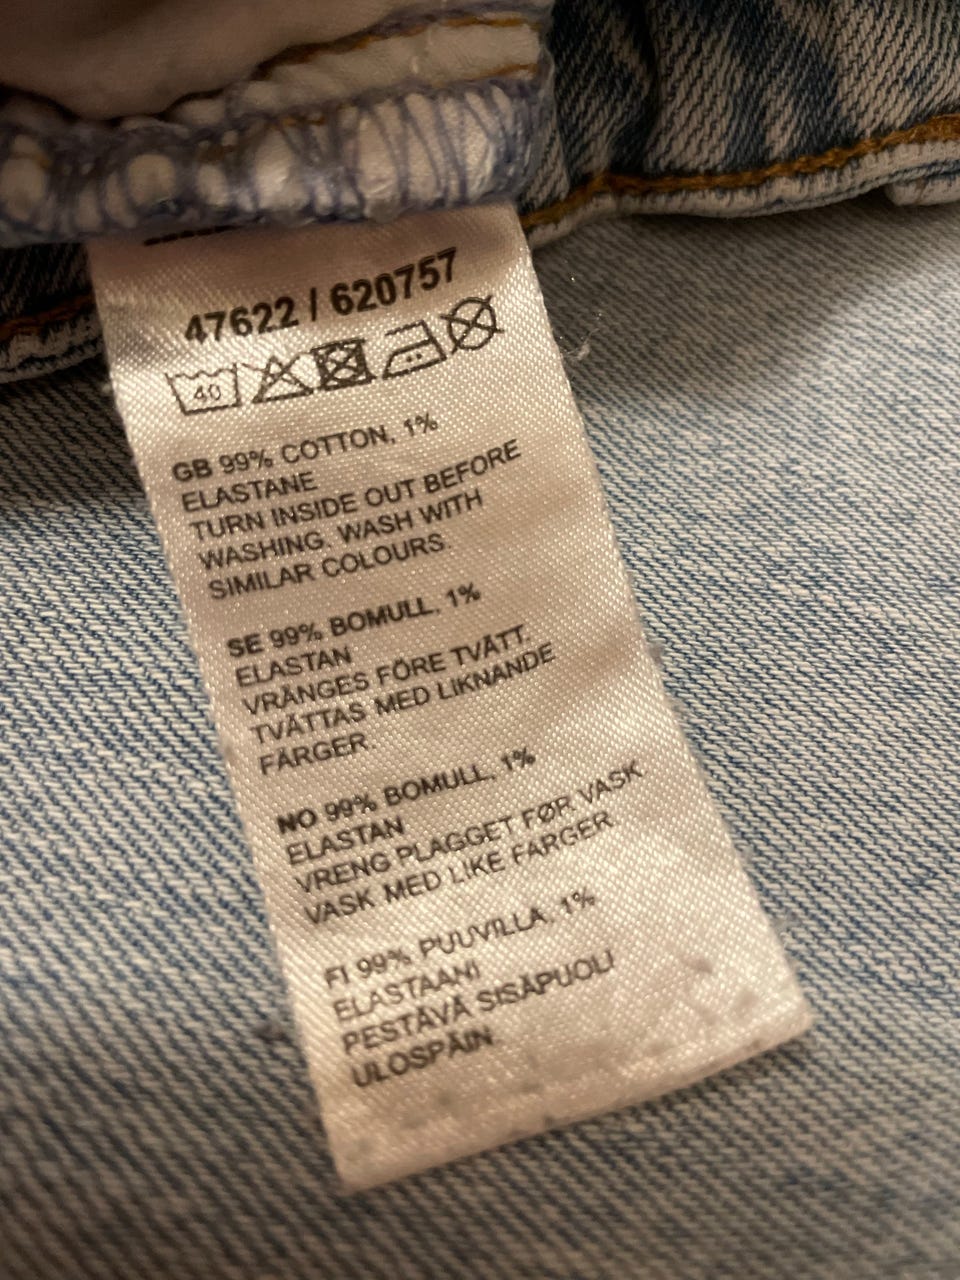 47622 / 620757
40
GB 99% COTTON, 1%
ELASTANE
TURN INSIDE OUT BEFORE
WASHING. WASH WITH
SIMILAR COLOURS.
SE 99% BOMULL, 1%
ELASTAN
VRÄNGES FÖRE TVÄTT.
TVÄTTAS MED LIKNANDE
FÄRGER.
NO 99% BOMULL, 1%
ELASTAN
VRENG PLAGGET FØR VASK.
VASK MED LIKE FARGER
FI 99% PUUVILLA, 1%
ELASTAANI
PESTÄVÄ SISÄPUOLI
ULOSPÄIN